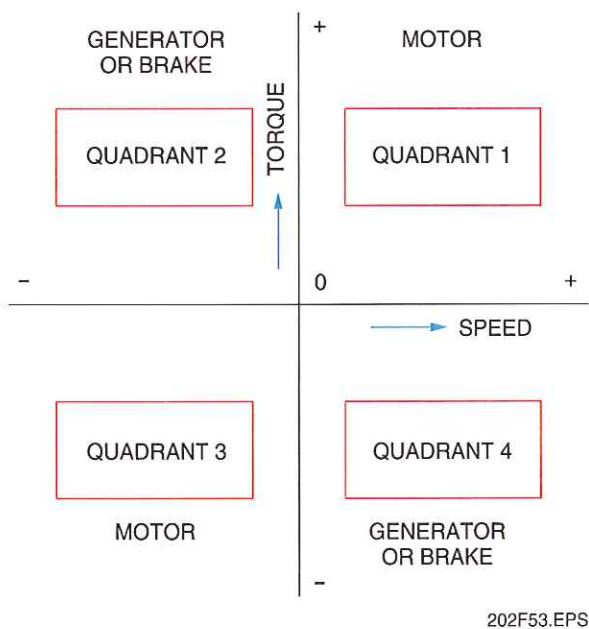 GENERATOR
OR BRAKE
+
MOTOR
TORQUE
QUADRANT 2
QUADRANT 1
-
0
+
SPEED
QUADRANT 3
QUADRANT 4
MOTOR
GENERATOR
OR BRAKE
-
202F53.EPS